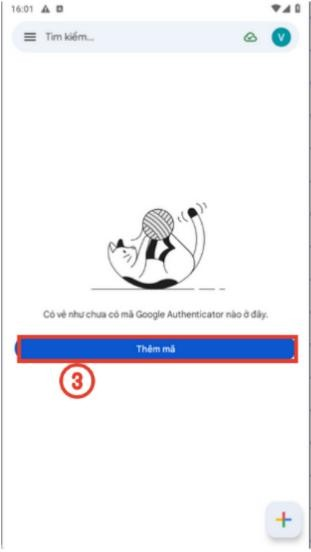 16:01
Tìm kiếm...
V
Có vẻ như chưa có mã Google Authenticator nào ở đây.
Thêm mã
3